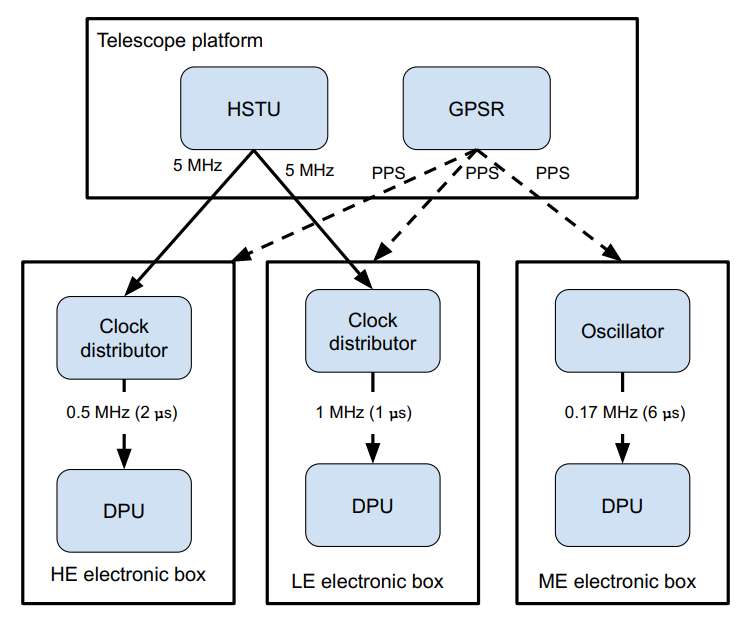 Telescope platform
HSTU
GPSR
5 MHz
5 MHz
PPS
PPS
PPS
Clock
distributor
Clock
distributor
Oscillator
0.5 MHz (2 μs)
1 MHz (1 μs)
0.17 MHz (6 μs)
DPU
DPU
DPU
HE electronic box
LE electronic box
ME electronic box